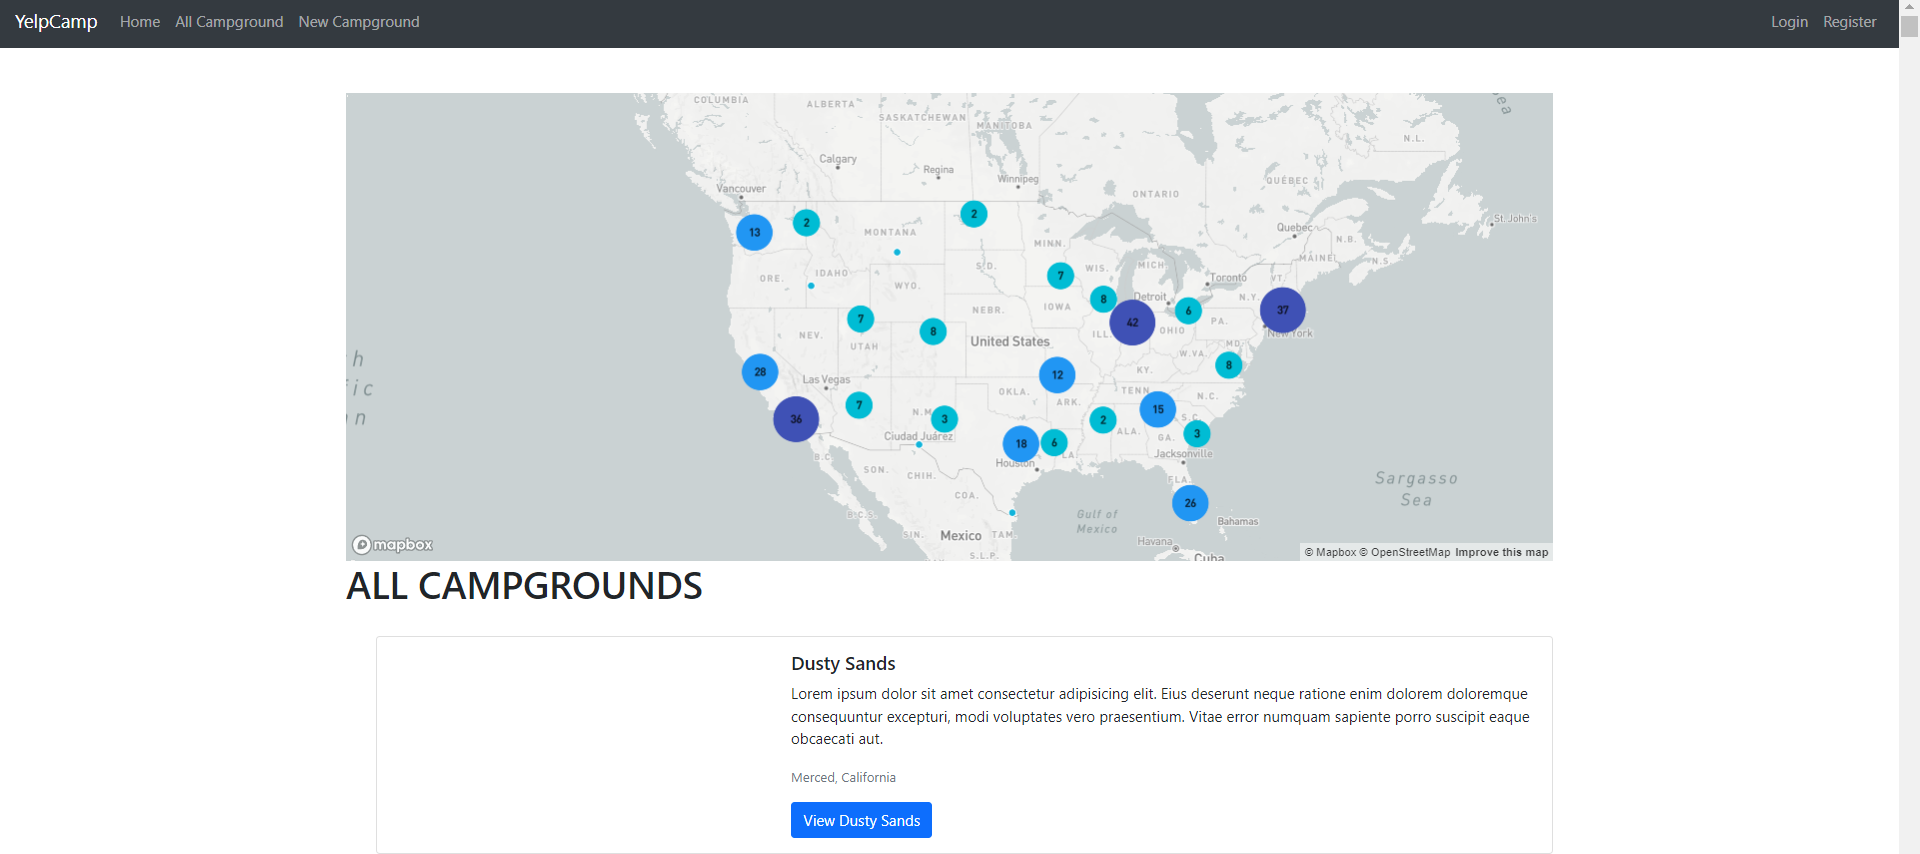 YelpCamp Home All Campground New Campground Login Register
COLUMBIA
ALBERTA
SASKATCHEWAN
MANITOBA
N.L.
Calgary
Regina
Winnipeg
Vancouver
ONTARIO
QUÉBEC
St. John's
Quebec
N.B.
MAINE
N.S.
13
2
2
MONTANA
MINN.
ORE.
IDAHO
S.D.
WYO.
7
WIS.
MICH.
Toronto
VT.
8
Detroit
6
N.Y.
37
New York
IOWA
NEBR.
7
8
42
ILL.
OHIO
PA.
NEV.
UTAH
United States
MD.
W.VA.
8
28
Las Vegas
12
KY.
OKLA.
ARK.
TENN.
N.C.
7
36
N.M.
3
2
15
S.C.
Ciudad Juárez
18
6
ALA.
GA.
3
B.C.
SON.
CHIH.
Houston
LA.
Jacksonville
COA.
FLA.
26
Sargasso
Sea
B.C.S.
Gulf of
Mexico
Bahamas
SIN.
Mexico
TAM.
S.L.P.
Havana
Cuba
mapbox
© Mapbox © OpenStreetMap Improve this map
ALL CAMPGROUNDS
Dusty Sands
Lorem ipsum dolor sit amet consectetur adipisicing elit. Eius deserunt neque ratione enim dolorem doloremque
consequuntur excepturi, modi voluptates vero praesentium. Vitae error numquam sapiente porro suscipit eaque
obcaecati aut.
Merced, California
View Dusty Sands